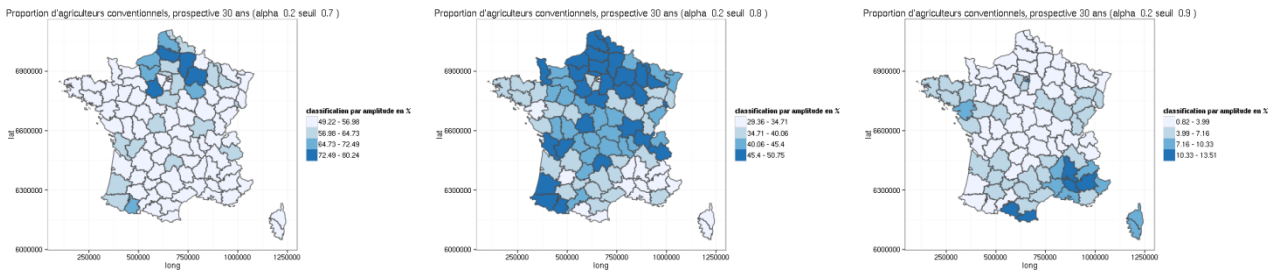 Proportion d'agriculteurs conventionnels, prospective 30 ans (alpha 0.2 seuil 0.7 )
6900000
6600000
6300000
6000000
lat
250000 500000 750000 1000000 1250000
long
classification par amplitude en %
49.22 - 56.98
56.98 - 64.73
64.73 - 72.49
72.49 - 80.24
Proportion d'agriculteurs conventionnels, prospective 30 ans (alpha 0.2 seuil 0.8 )
6900000
6600000
6300000
6000000
lat
250000 500000 750000 1000000 1250000
long
classification par amplitude en %
29.36 - 34.71
34.71 - 40.06
40.06 - 45.4
45.4 - 50.75
Proportion d'agriculteurs conventionnels, prospective 30 ans (alpha 0.2 seuil 0.9 )
6900000
6600000
6300000
6000000
lat
250000 500000 750000 1000000 1250000
long
classification par amplitude en %
0.82 - 3.99
3.99 - 7.16
7.16 - 10.33
10.33 - 13.51